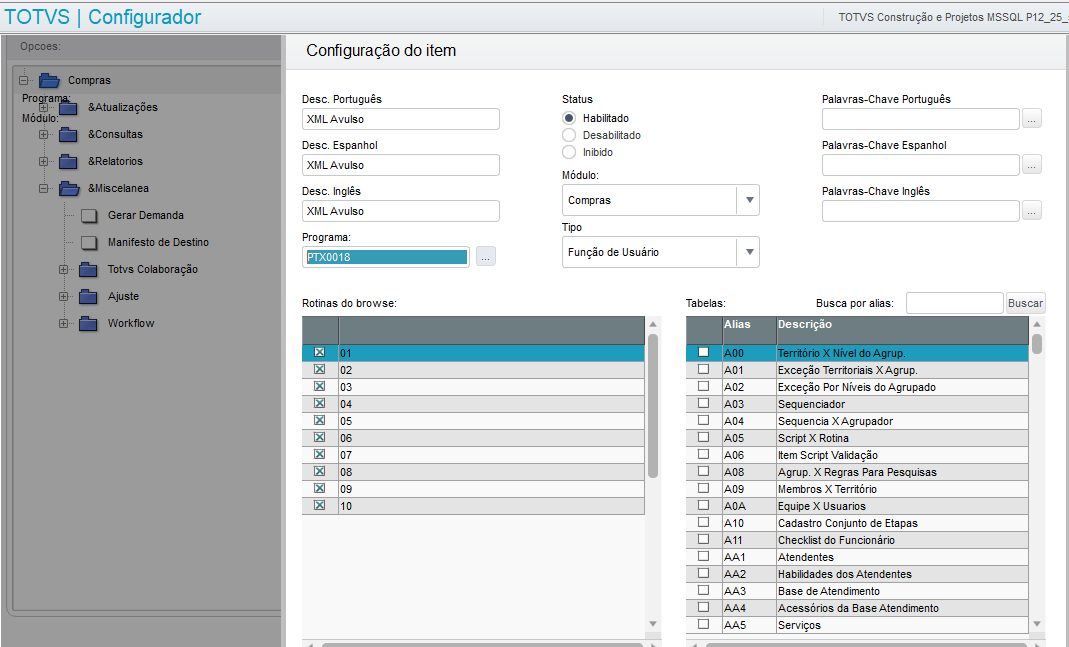 TOTVS | Configurador
TOTVS Construção e Projetos MSSQL P12_25_
Opcoes:
Compras
Programa:
Módulo:
&Atualizações
&Consultas
&Relatorios
&Miscelanea
Gerar Demanda
Manifesto de Destino
Totvs Colaboração
Ajuste
Workflow
Configuração do item
Desc. Português
XML Avulso
Desc. Espanhol
XML Avulso
Desc. Inglês
XML Avulso
Programa:
PTX0018
...
Status
Habilitado
Desabilitado
Inibido
Módulo:
Compras
Tipo
Função de Usuário
Palavras-Chave Português
...
Palavras-Chave Espanhol
...
Palavras-Chave Inglês
...
Rotinas do browse:
01
02
03
04
05
06
07
08
09
10
Tabelas:
Busca por alias:
Buscar
Alias Descrição
A00 Território X Nível do Agrup.
A01 Exceção Territoriais X Agrup.
A02 Exceção Por Níveis do Agrupado
A03 Sequenciador
A04 Sequencia X Agrupador
A05 Script X Rotina
A06 Item Script Validação
A08 Agrup. X Regras Para Pesquisas
A09 Membros X Território
A0A Equipe X Usuarios
A10 Cadastro Conjunto de Etapas
A11 Checklist do Funcionário
AA1 Atendentes
AA2 Habilidades dos Atendentes
AA3 Base de Atendimento
AA4 Acessórios da Base Atendimento
AA5 Serviços